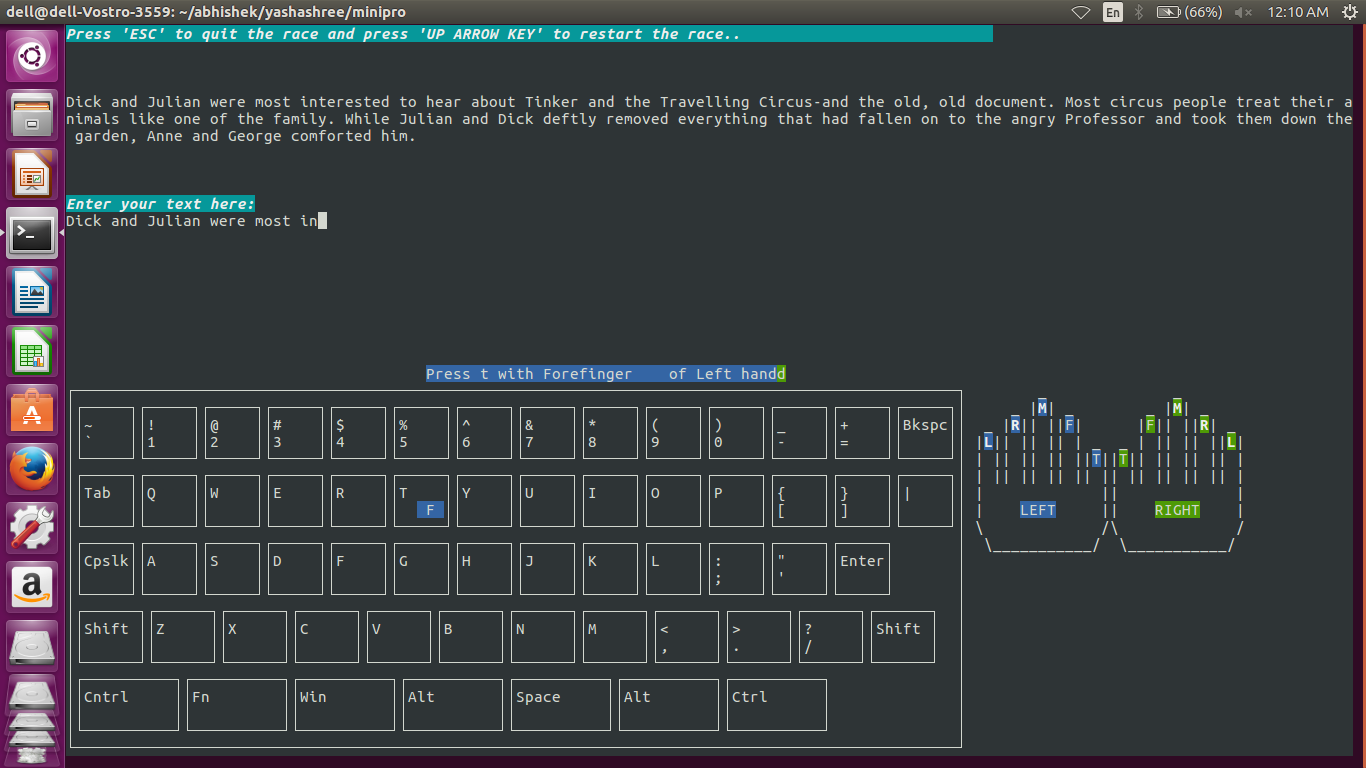 dell@dell-Vostro-3559: ~/abhishek/yashashree/minipro En (66%) 12:10 AM
Press 'ESC' to quit the race and press 'UP ARROW KEY' to restart the race..
Dick and Julian were most interested to hear about Tinker and the Travelling Circus-and the old, old document. Most circus people treat their a
nimals like one of the family. While Julian and Dick deftly removed everything that had fallen on to the angry Professor and took them down the
garden, Anne and George comforted him.
Enter your text here:
Dick and Julian were most in
Press t with Forefinger of Left handd
~ ! @ # $ % ^ & * ( ) _ + Bkspc
` 1 2 3 4 5 6 7 8 9 0 - =
Tab Q W E R T Y U I O P { } |
F [ ]
Cpslk A S D F G H J K L : " Enter
; '
Shift Z X C V B N M < > ? Shift
, . /
Cntrl Fn Win Alt Space Alt Ctrl
M M
R F F R
L L
T T
LEFT RIGHT